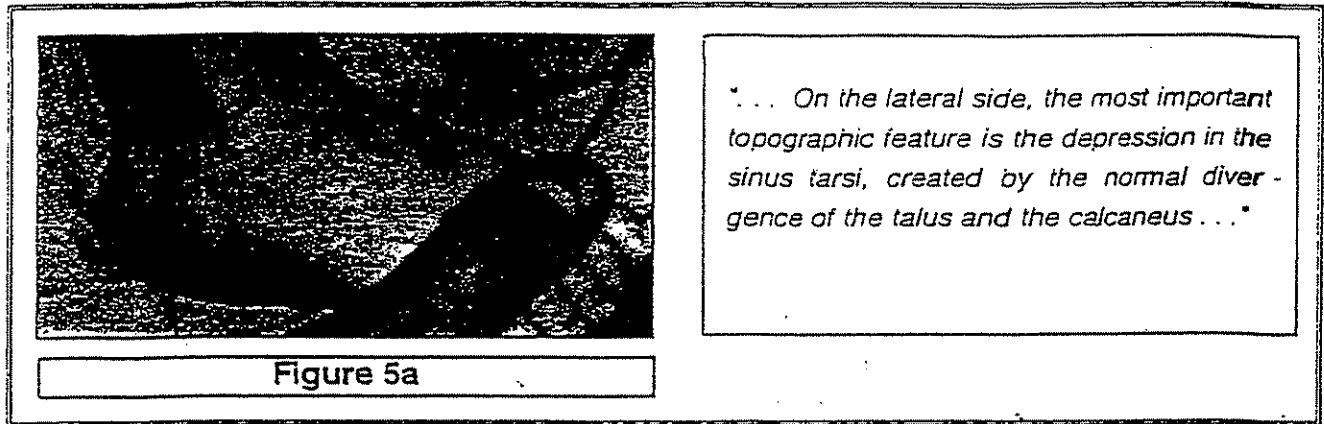 ". . . On the lateral side, the most important
topographic feature is the depression in the
sinus tarsi, created by the normal diver -
gence of the talus and the calcaneus . . ."
Figure 5a